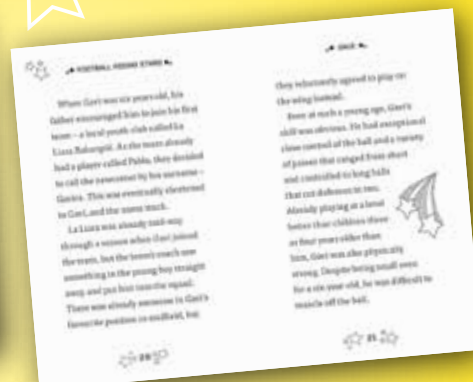 FOOTBALL RISING STARS
When Gavi was six years old, his
father encouraged him to join his first
team – a local youth club called La
Liara Balompié. As the team already
had a player called Pablo, they decided
to call the newcomer by his surname –
Gavira. This was eventually shortened
to Gavi, and the name stuck.
La Liara was already mid-way
through a season when Gavi joined
the team, but the team's coach saw
something in the young boy straight
away and put him into the squad.
There was already someone in Gavi's
favourite position in midfield, but
20
GAVI
they reluctantly agreed to play on
the wing instead.
Even at such a young age, Gavi's
skill was obvious. He had exceptional
close control of the ball and a variety
of passes that ranged from short
and controlled to long balls
that cut defences in two.
Already playing at a level
better than children three
or four years older than
him, Gavi was also physically
strong. Despite being small even
for a six-year-old, he was difficult to
muscle off the ball.
21